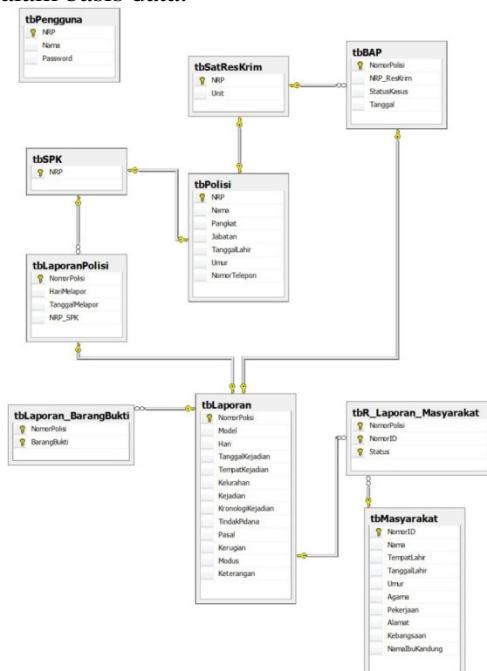 dalam basis data.
tbPengguna
NRP
Nama
Password
tbSatResKrim
NRP
Unit
tbBAP
NomorPolisi
NRP_ResKrim
StatusKasus
Tanggal
tbSPK
NRP
tbPolisi
NRP
Nama
Pangkat
Jabatan
TanggalLahir
Umur
NomorTelepon
tbLaporanPolisi
NomorPolisi
HariMelapor
TanggalMelapor
NRP_SPK
tbLaporan_BarangBukti
NomorPolisi
BarangBukti
tbLaporan
NomorPolisi
Model
Hari
TanggalKejadian
TempatKejadian
Kelurahan
Kejadian
KronologiKejadian
TindakPidana
Pasal
Kerugian
Modus
Keterangan
tbR_Laporan_Masyarakat
NomorPolisi
NomorID
Status
tbMasyarakat
NomorID
Nama
TempatLahir
TanggalLahir
Umur
Agama
Pekerjaan
Alamat
Kebangsaan
NamaIbuKandung